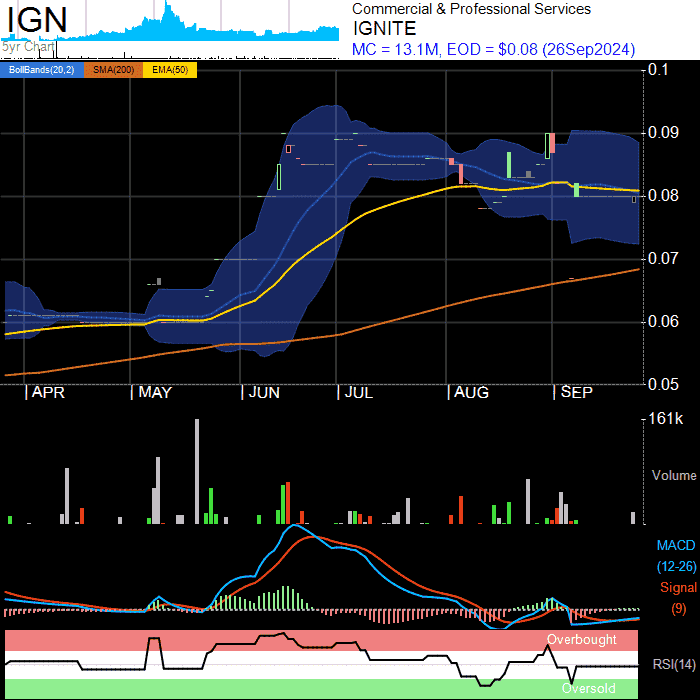 IGN
5yr Chart
Commercial & Professional Services
IGNITE
MC = 13.1M, EOD = $0.08 (26Sep2024)
BollBands(20,2) SMA(200) EMA(50)
0.1
0.09
0.08
0.07
0.06
0.05
APR MAY JUN JUL AUG SEP
161k
Volume
MACD
(12-26)
Signal
(9)
Overbought
RSI(14)
Oversold